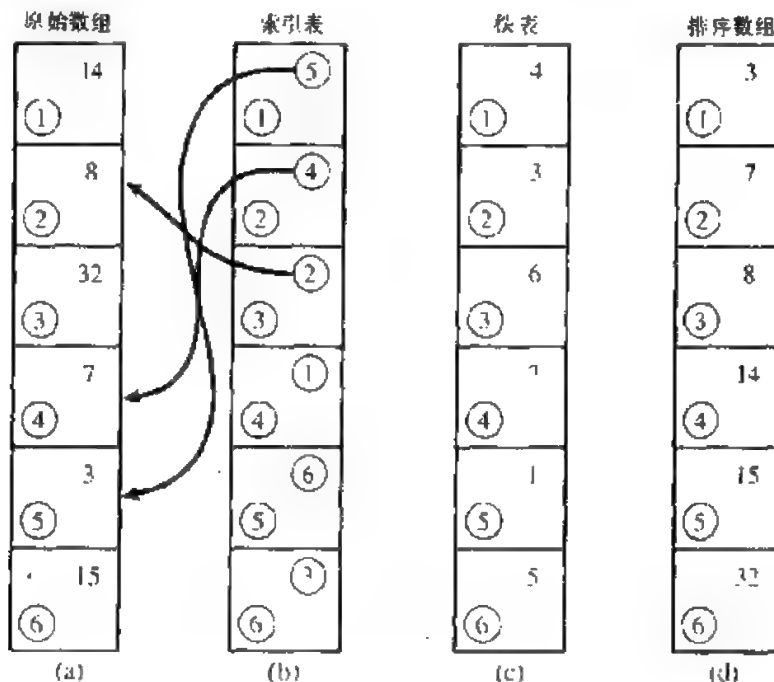 原始数组 索引表 秩表 排序数组
14 ⑤ 4 3
① ① ① ①
8 ④ 3 7
② ② ② ②
32 ② 6 8
③ ③ ③ ③
7 ① 14
④ ④ ④ ④
3 ⑥ 1 15
⑤ ⑤ ⑤ ⑤
15 ③ 5 32
⑥ ⑥ ⑥ ⑥
(a) (b) (c) (d)